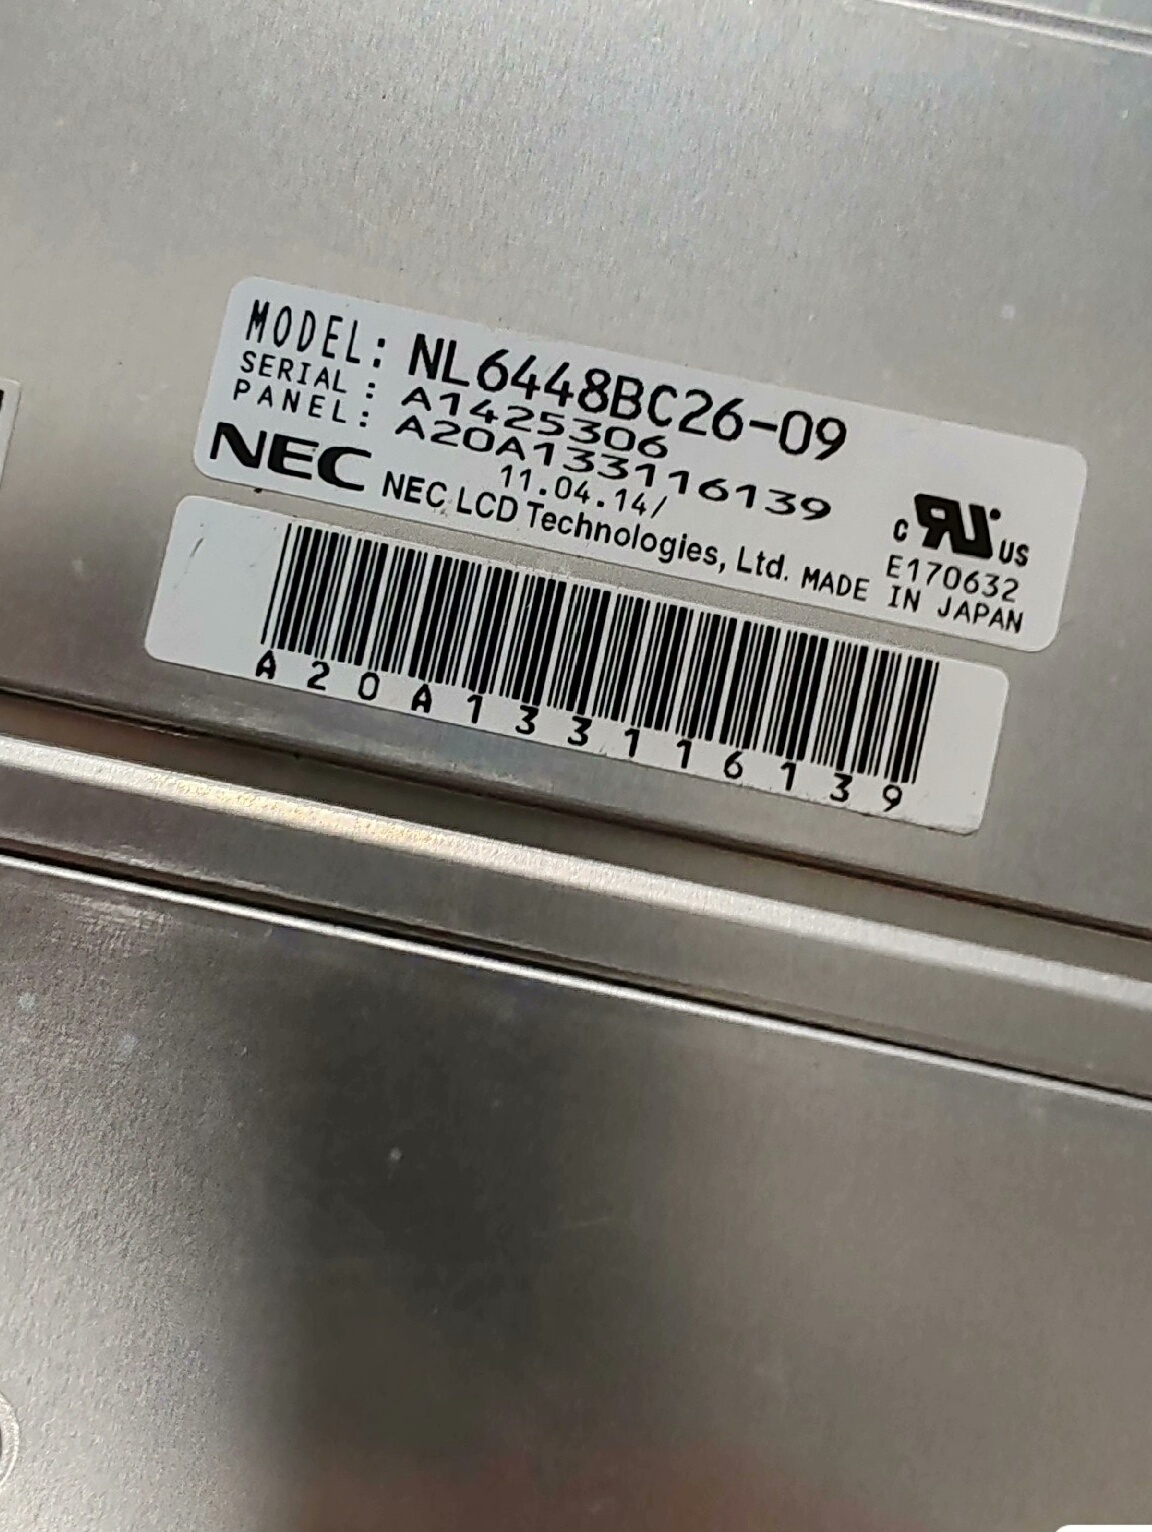 MODEL: NL6448BC26-09
SERIAL: A1425306
PANEL: A20A133116139
11.04.14/
NEC NEC LCD Technologies, Ltd. MADE IN JAPAN
c RU US
E170632
A20A133116139